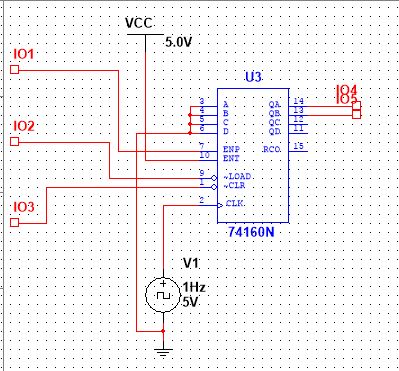 VCC
5.0V
IO1
IO2
IO3
U3
3 A QA 14
4 B QB 13
5 C QC 12
6 D QD 11
7 ENP RCO 15
10 ENT
9 ~LOAD
1 ~CLR
2 CLK
74160N
IO4
IO5
V1
1Hz
5V